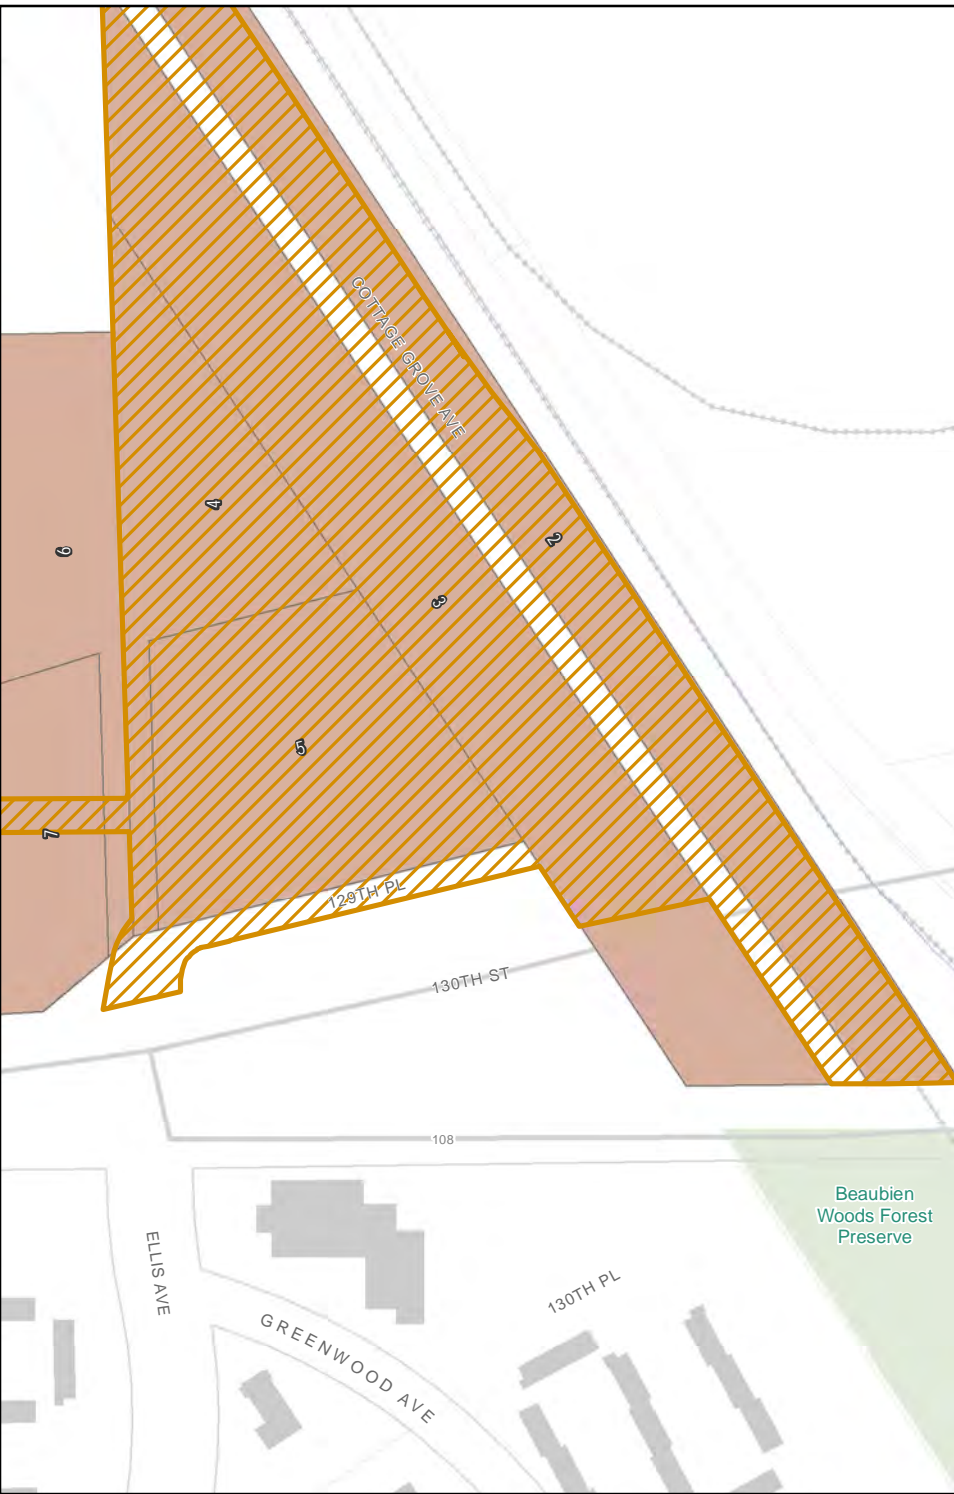 COTTAGE GROVE AVE
4
2
6
3
5
7
129TH PL
130TH ST
108
Beaubien
Woods Forest
Preserve
ELLIS AVE
130TH PL
GREENWOOD AVE